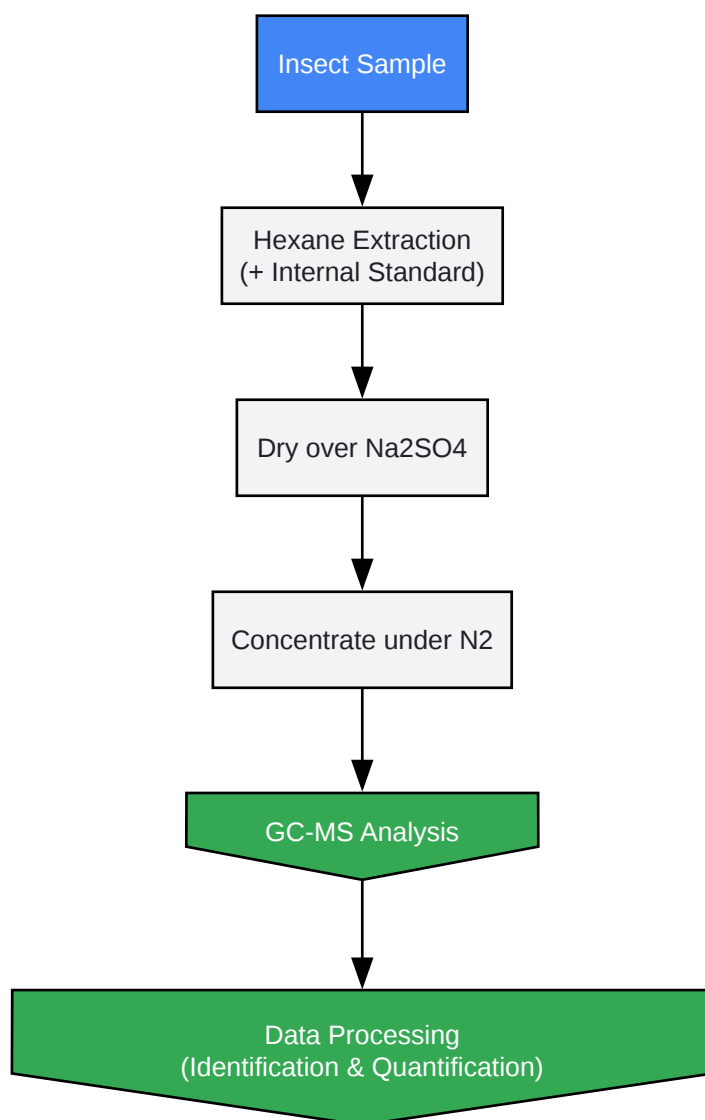 Insect Sample
Hexane Extraction
(+ Internal Standard)
Dry over Na2SO4
Concentrate under N2
GC-MS Analysis
Data Processing
(Identification & Quantification)